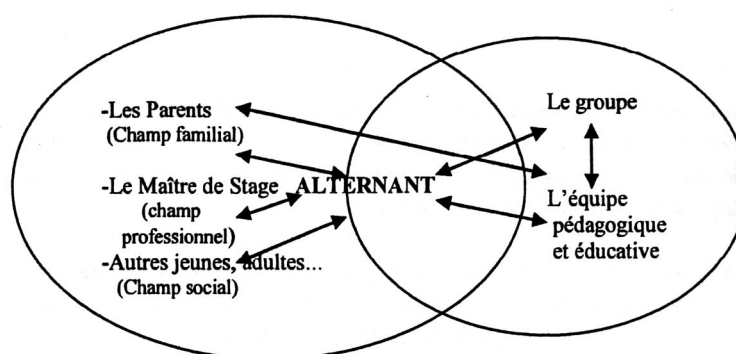 -Les Parents
(Champ familial)
-Le Maître de Stage
(champ
professionnel)
-Autres jeunes, adultes...
(Champ social)
ALTERNANT
Le groupe
L'équipe
pédagogique
et éducative